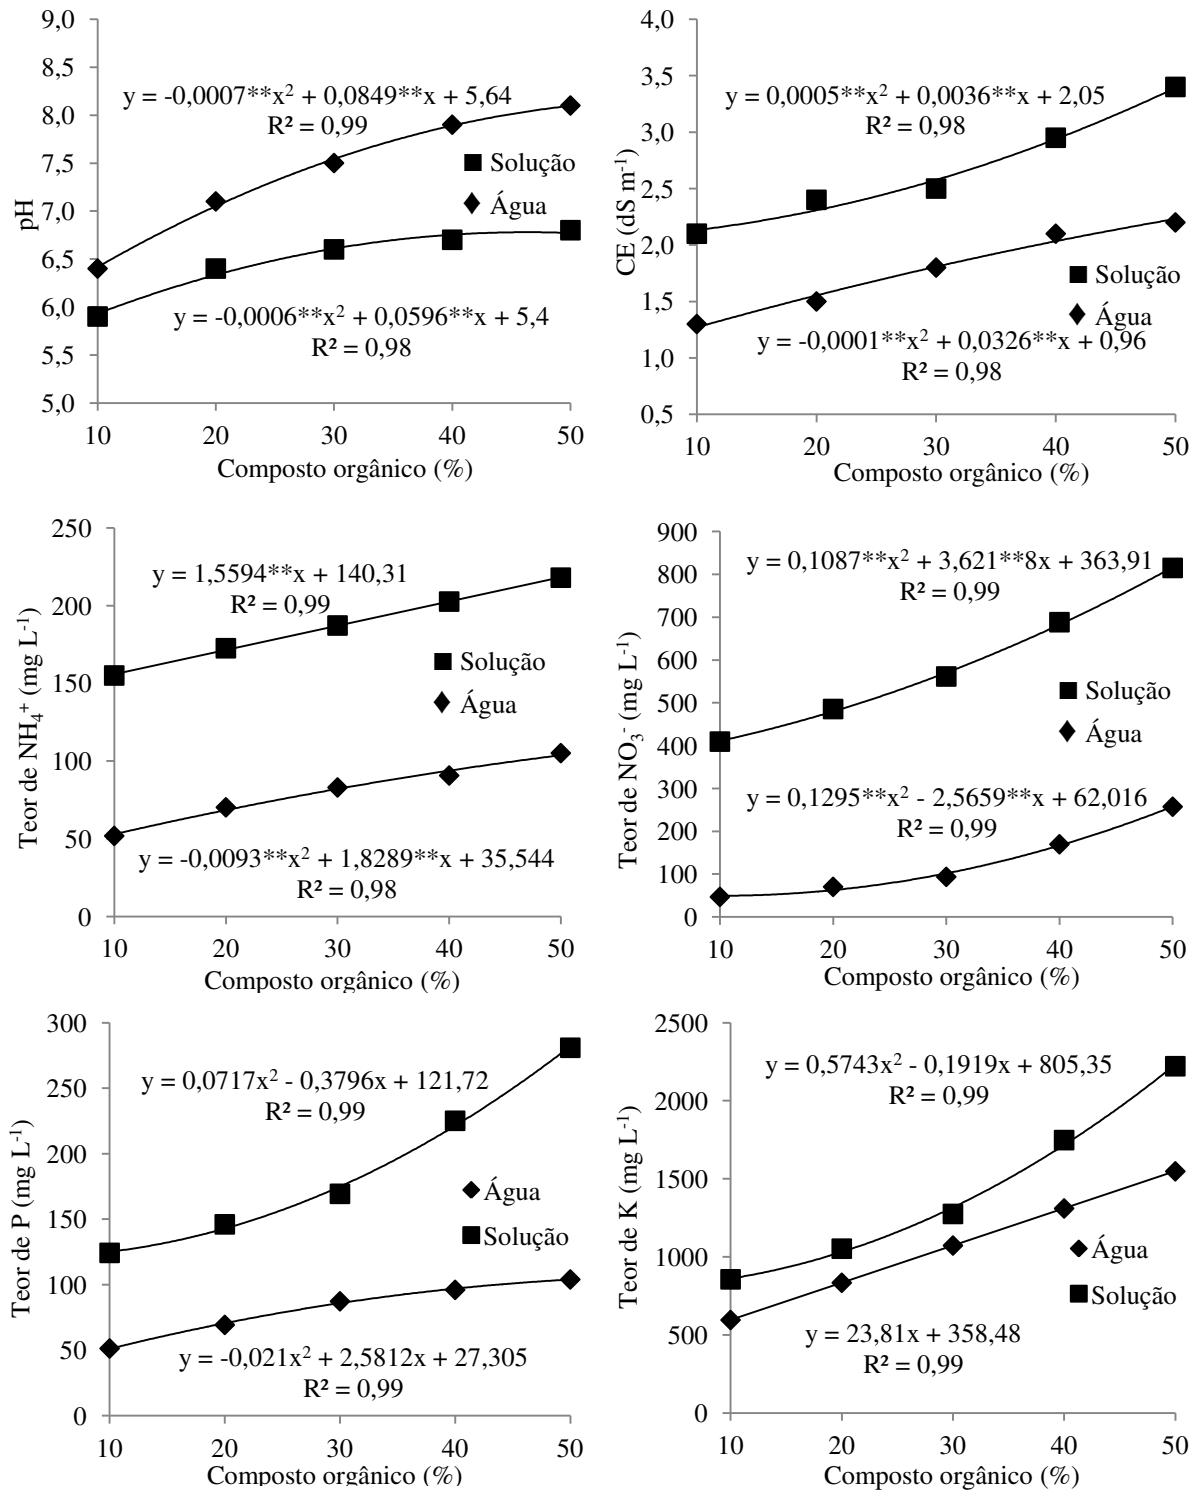 9,0
8,5
8,0
7,5
7,0
6,5
6,0
5,5
5,0
pH
y = -0,0007**x² + 0,0849**x + 5,64
R² = 0,99
Solução
Água
y = -0,0006**x² + 0,0596**x + 5,4
R² = 0,98
10 20 30 40 50
Composto orgânico (%)
4,0
3,5
3,0
2,5
2,0
1,5
1,0
0,5
CE (dS m⁻¹)
y = 0,0005**x² + 0,0036**x + 2,05
R² = 0,98
Solução
Água
y = -0,0001**x² + 0,0326**x + 0,96
R² = 0,98
10 20 30 40 50
Composto orgânico (%)
250
200
150
100
50
0
Teor de NH₄⁺ (mg L⁻¹)
y = 1,5594**x + 140,31
R² = 0,99
Solução
Água
y = -0,0093**x² + 1,8289**x + 35,544
R² = 0,98
10 20 30 40 50
Composto orgânico (%)
900
800
700
600
500
400
300
200
100
0
Teor de NO₃⁻ (mg L⁻¹)
y = 0,1087**x² + 3,621**8x + 363,91
R² = 0,99
Solução
Água
y = 0,1295**x² - 2,5659**x + 62,016
R² = 0,99
10 20 30 40 50
Composto orgânico (%)
300
250
200
150
100
50
0
Teor de P (mg L⁻¹)
y = 0,0717x² - 0,3796x + 121,72
R² = 0,99
Água
Solução
y = -0,021x² + 2,5812x + 27,305
R² = 0,99
10 20 30 40 50
Composto orgânico (%)
2500
2000
1500
1000
500
0
Teor de K (mg L⁻¹)
y = 0,5743x² - 0,1919x + 805,35
R² = 0,99
Água
Solução
y = 23,81x + 358,48
R² = 0,99
10 20 30 40 50
Composto orgânico (%)